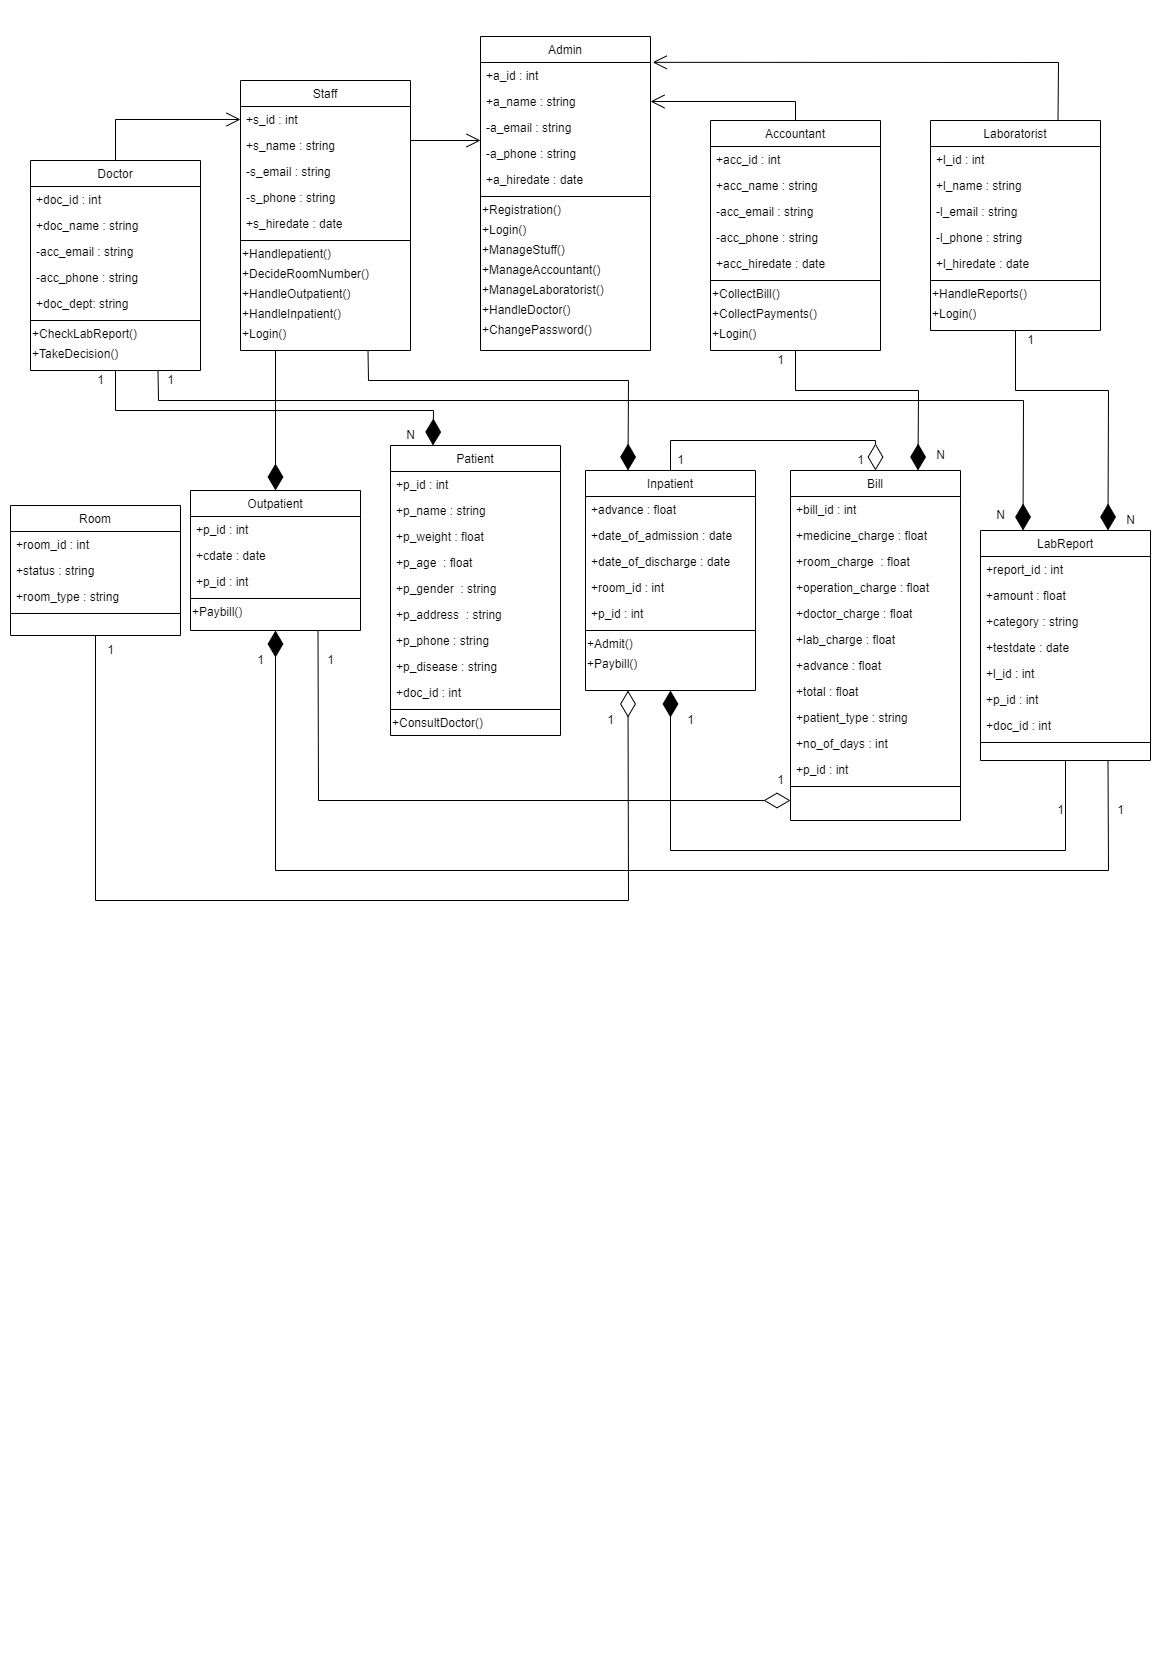 Admin
+a_id : int
+a_name : string
-a_email : string
-a_phone : string
+a_hiredate : date
+Registration()
+Login()
+ManageStuff()
+ManageAccountant()
+ManageLaboratorist()
+HandleDoctor()
+ChangePassword()
Staff
+s_id : int
+s_name : string
-s_email : string
-s_phone : string
+s_hiredate : date
+Handlepatient()
+DecideRoomNumber()
+HandleOutpatient()
+HandleInpatient()
+Login()
Doctor
+doc_id : int
+doc_name : string
-acc_email : string
-acc_phone : string
+doc_dept: string
+CheckLabReport()
+TakeDecision()
1
1
Accountant
+acc_id : int
+acc_name : string
-acc_email : string
-acc_phone : string
+acc_hiredate : date
+CollectBill()
+CollectPayments()
+Login()
1
Laboratorist
+l_id : int
+l_name : string
-l_email : string
-l_phone : string
+l_hiredate : date
+HandleReports()
+Login()
1
N
Patient
+p_id : int
+p_name : string
+p_weight : float
+p_age  : float
+p_gender  : string
+p_address  : string
+p_phone : string
+p_disease : string
+doc_id : int
+ConsultDoctor()
Room
+room_id : int
+status : string
+room_type : string
1
Outpatient
+p_id : int
+cdate : date
+p_id : int
+Paybill()
1
1
1
Inpatient
+advance : float
+date_of_admission : date
+date_of_discharge : date
+room_id : int
+p_id : int
+Admit()
+Paybill()
1
1
1
N
Bill
+bill_id : int
+medicine_charge : float
+room_charge  : float
+operation_charge : float
+doctor_charge : float
+lab_charge : float
+advance : float
+total : float
+patient_type : string
+no_of_days : int
+p_id : int
1
N
N
LabReport
+report_id : int
+amount : float
+category : string
+testdate : date
+l_id : int
+p_id : int
+doc_id : int
1
1